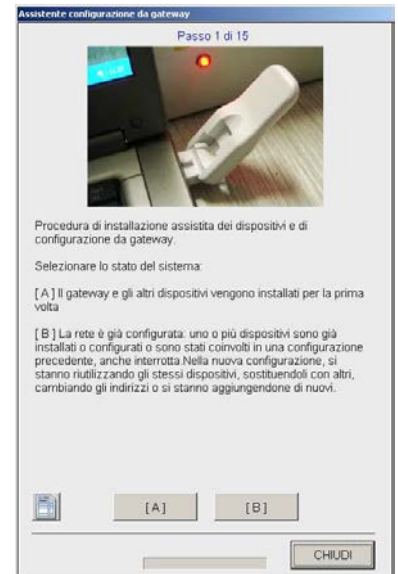 Assistente configurazione da gateway
Passo 1 di 15
Procedura di installazione assistita dei dispositivi e di
configurazione da gateway.
Selezionare lo stato del sistema:
[ A ] Il gateway e gli altri dispositivi vengono installati per la prima
volta
[ B ] La rete è già configurata: uno o più dispositivi sono già
installati o configurati o sono stati coinvolti in una configurazione
precedente, anche interrotta.Nella nuova configurazione, si
stanno riutilizzando gli stessi dispositivi, sostituendoli con altri,
cambiando gli indirizzi o si stanno aggiungendone di nuovi.
[ A ]
[ B ]
CHIUDI